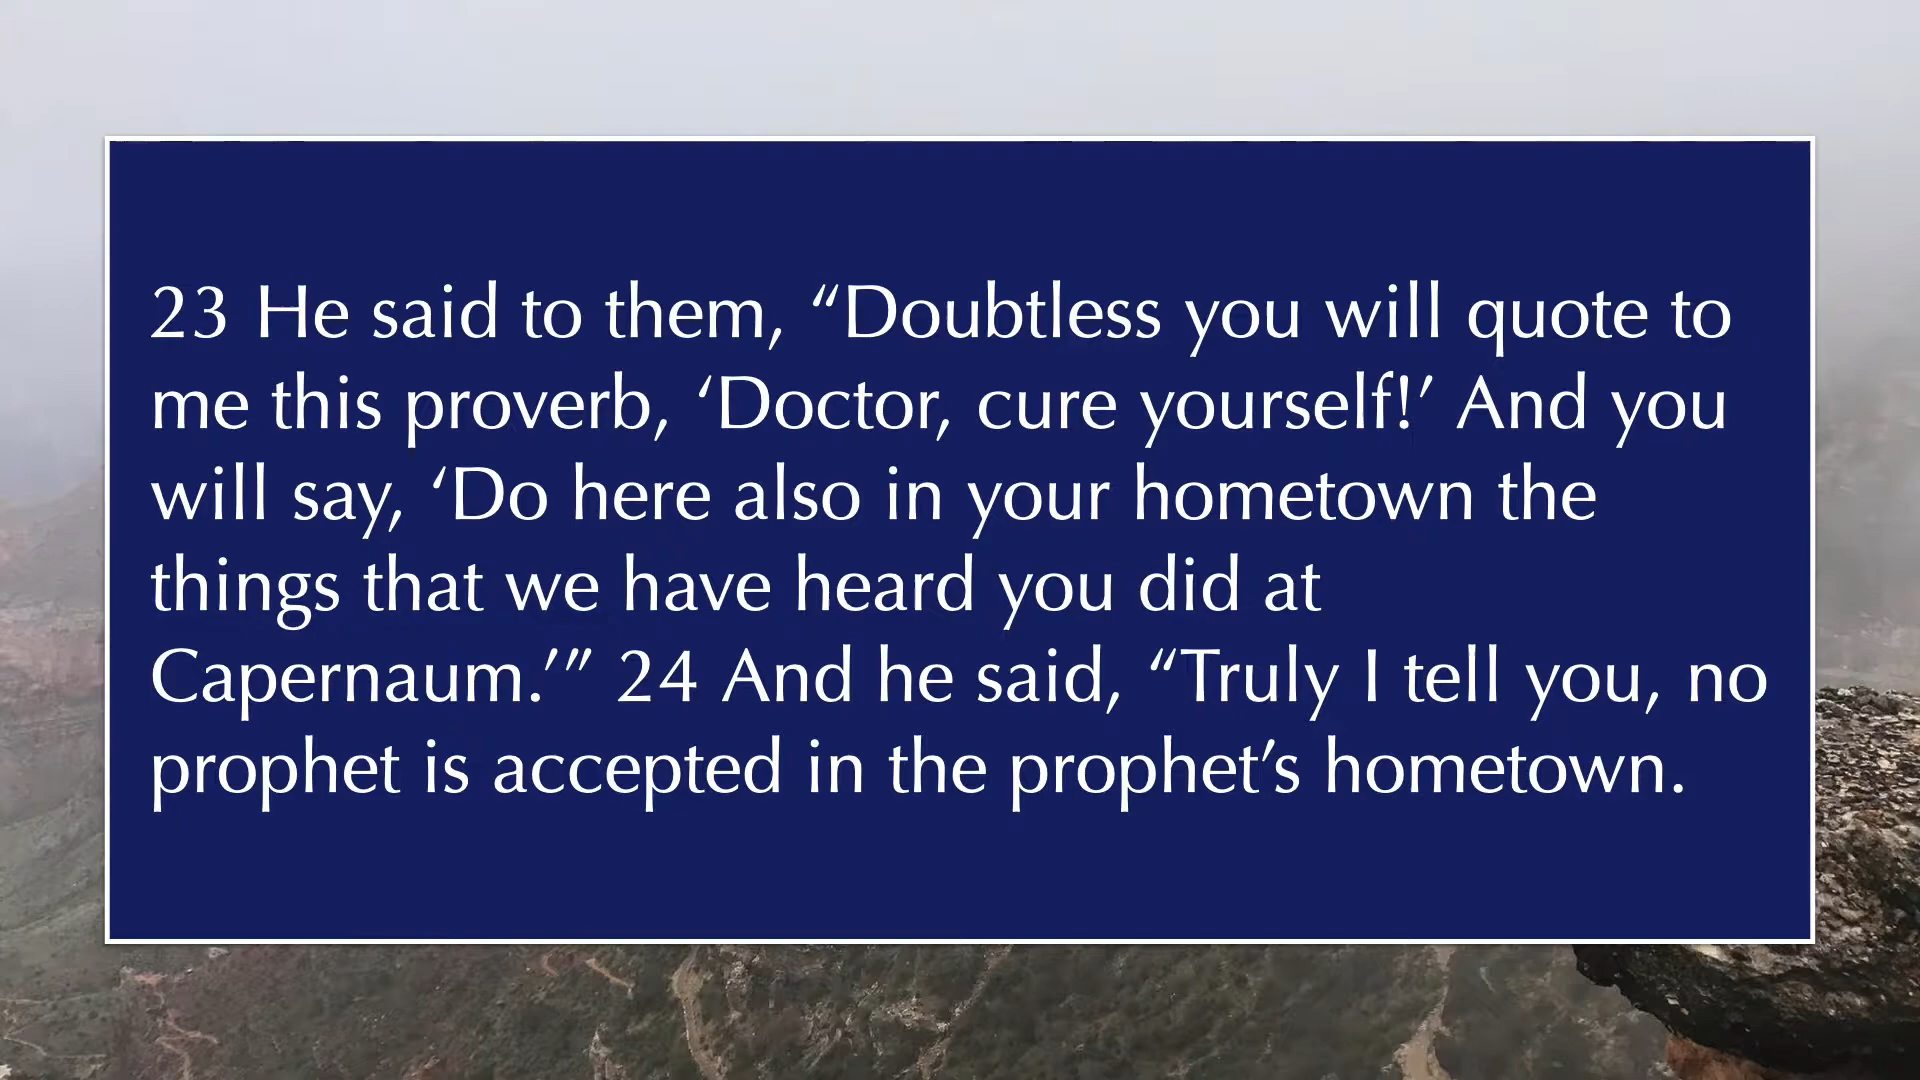 23 He said to them, “Doubtless you will quote to
me this proverb, ‘Doctor, cure yourself!’ And you
will say, ‘Do here also in your hometown the
things that we have heard you did at
Capernaum.’” 24 And he said, “Truly I tell you, no
prophet is accepted in the prophet’s hometown.